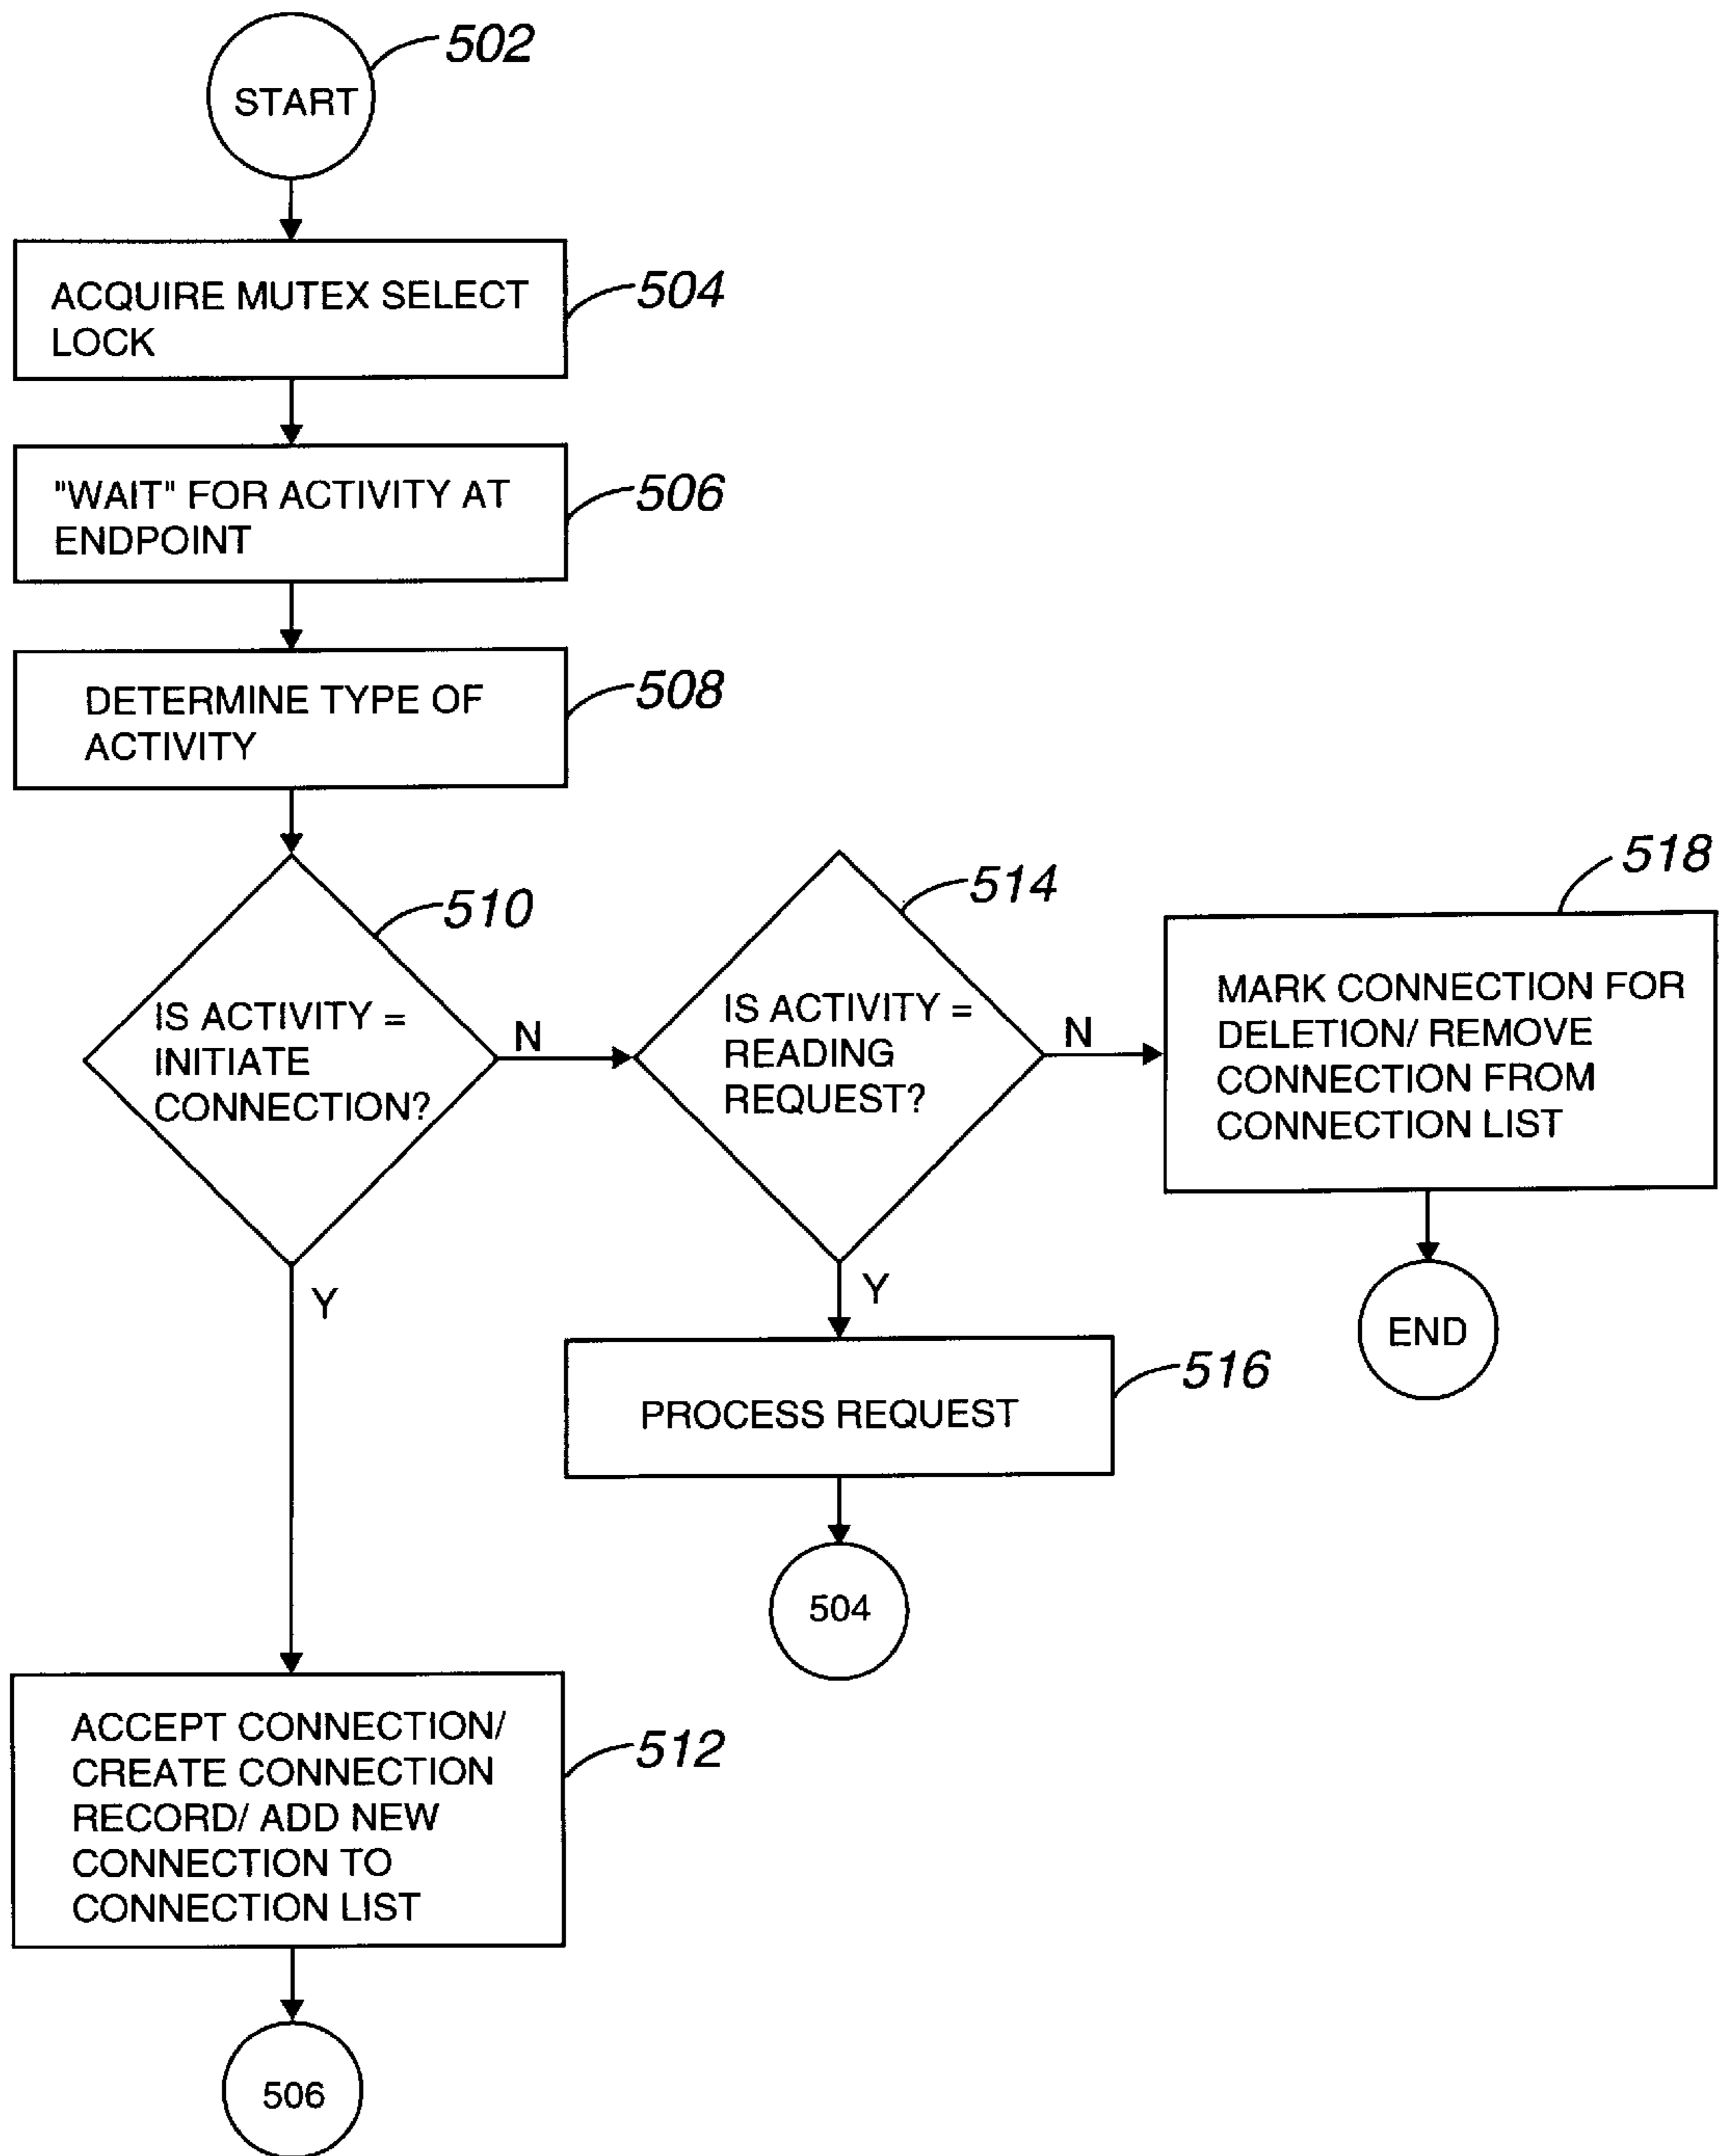 502
START
ACQUIRE MUTEX SELECT
LOCK
504
"WAIT" FOR ACTIVITY AT
ENDPOINT
506
DETERMINE TYPE OF
ACTIVITY
508
510
IS ACTIVITY =
INITIATE
CONNECTION?
N
Y
514
IS ACTIVITY =
READING
REQUEST?
N
Y
518
MARK CONNECTION FOR
DELETION/ REMOVE
CONNECTION FROM
CONNECTION LIST
END
516
PROCESS REQUEST
504
ACCEPT CONNECTION/
CREATE CONNECTION
RECORD/ ADD NEW
CONNECTION TO
CONNECTION LIST
512
506